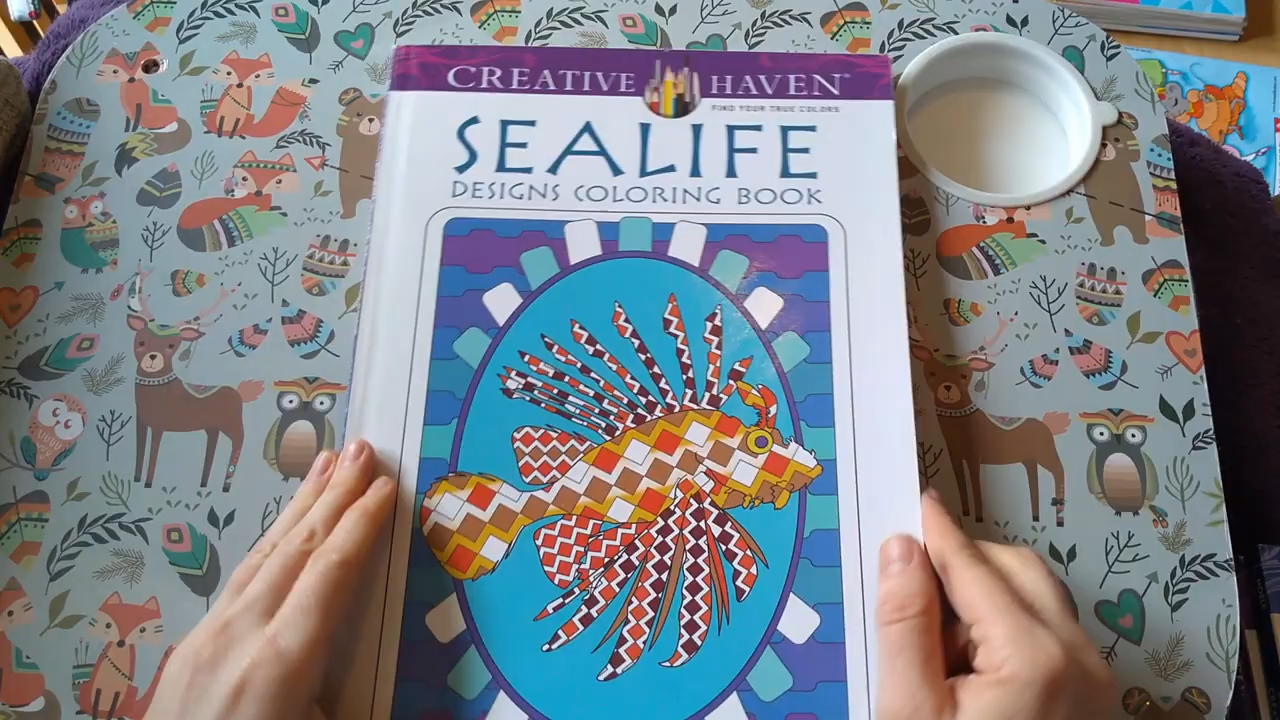 CREATIVE HAVEN®
FIND YOUR TRUE COLORS
SEALIFE
DESIGNS COLORING BOOK